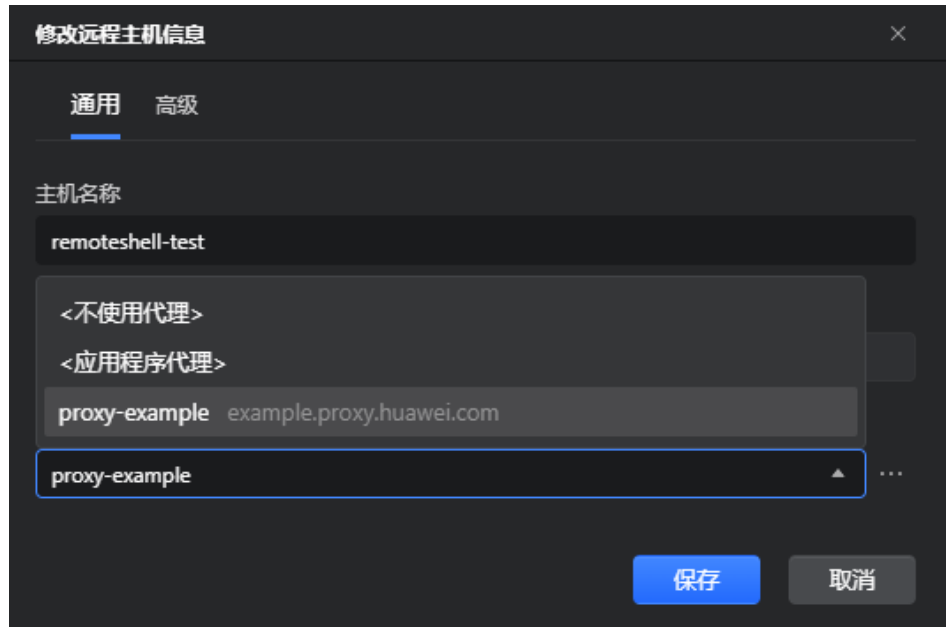 修改远程主机信息
通用 高级
主机名称
remoteshell-test
<不使用代理>
<应用程序代理>
proxy-example example.proxy.huawei.com
proxy-example
保存 取消